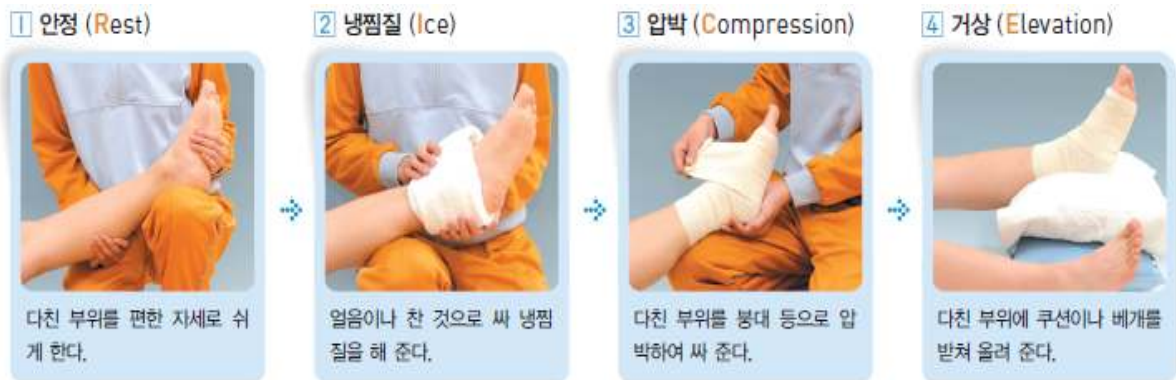 1 안정 (Rest)
다친 부위를 편한 자세로 쉬
게 한다.
2 냉찜질 (Ice)
얼음이나 찬 것으로 싸 냉찜
질을 해 준다.
3 압박 (Compression)
다친 부위를 붕대 등으로 압
박하여 싸 준다.
4 거상 (Elevation)
다친 부위에 쿠션이나 베개를
받쳐 올려 준다.